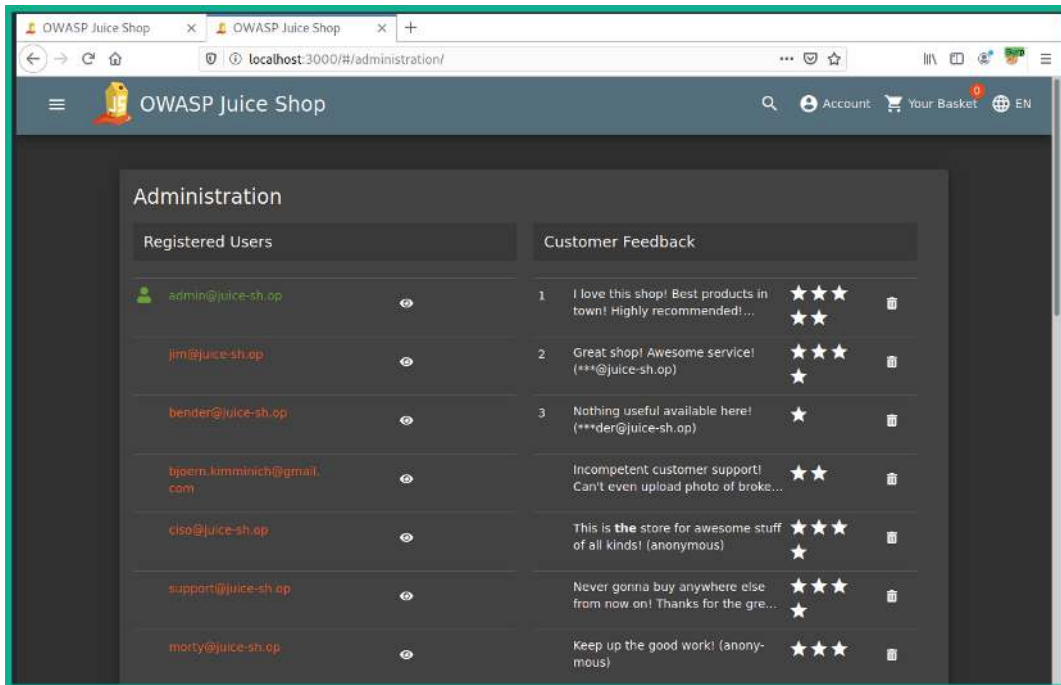 OWASP Juice Shop
OWASP Juice Shop
localhost:3000/#/administration/
Burp
OWASP Juice Shop
Account
0
Your Basket
EN
Administration
Registered Users
Customer Feedback
admin@juice-sh.op
1
I love this shop! Best products in
town! Highly recommended!...
jim@juice-sh.op
2
Great shop! Awesome service!
(***@juice-sh.op)
bender@juice-sh.op
3
Nothing useful available here!
(***der@juice-sh.op)
bjoern.kimminich@gmail.
com
Incompetent customer support!
Can't even upload photo of broke...
ciso@juice-sh.op
This is the store for awesome stuff
of all kinds! (anonymous)
support@juice-sh.op
Never gonna buy anywhere else
from now on! Thanks for the gre...
morty@juice-sh.op
Keep up the good work! (anony-
mous)